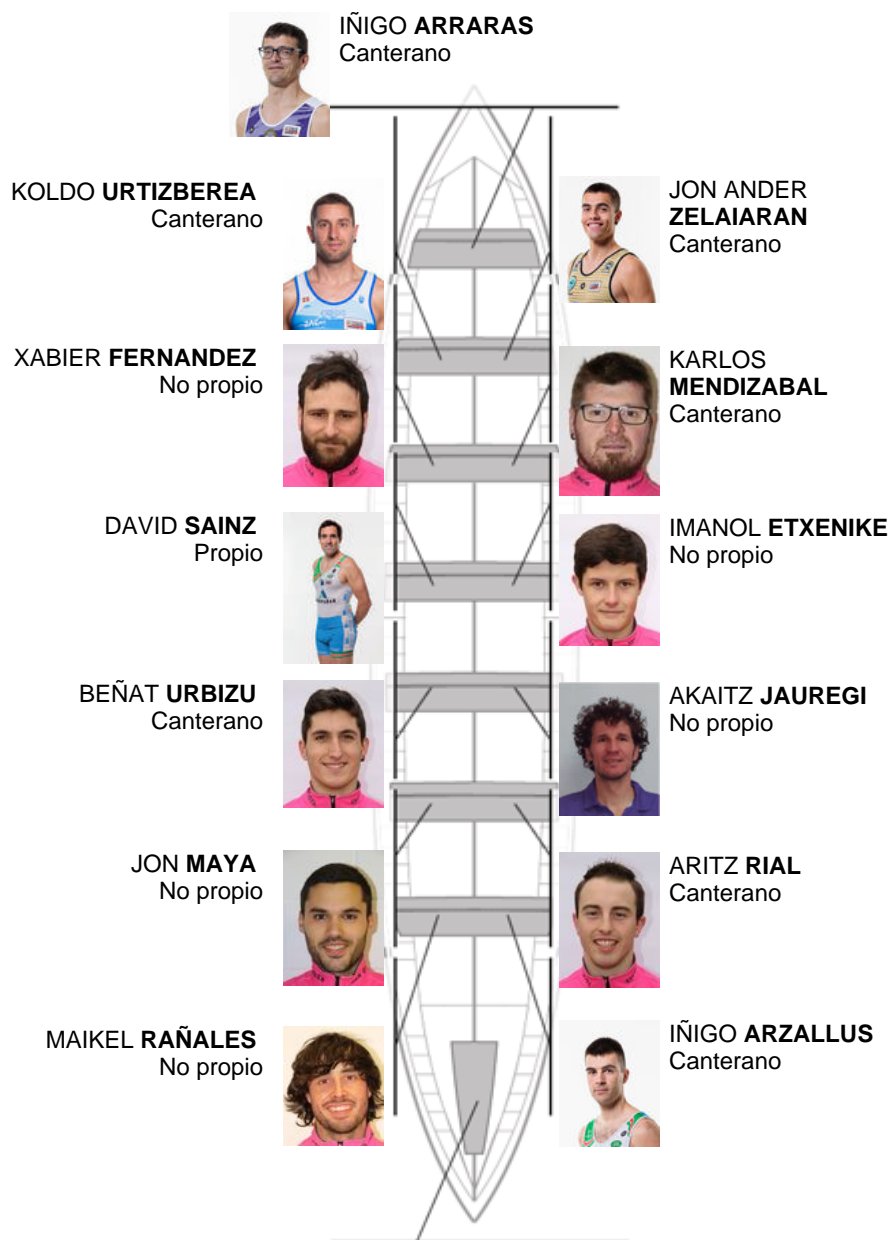 IÑIGO ARRARAS
Canterano
KOLDO URTIZBEREA
Canterano
JON ANDER
ZELAIARAN
Canterano
XABIER FERNANDEZ
No propio
KARLOS
MENDIZABAL
Canterano
DAVID SAINZ
Propio
IMANOL ETXENIKE
No propio
BEÑAT URBIZU
Canterano
AKAITZ JAUREGI
No propio
JON MAYA
No propio
ARITZ RIAL
Canterano
MAIKEL RAÑALES
No propio
IÑIGO ARZALLUS
Canterano